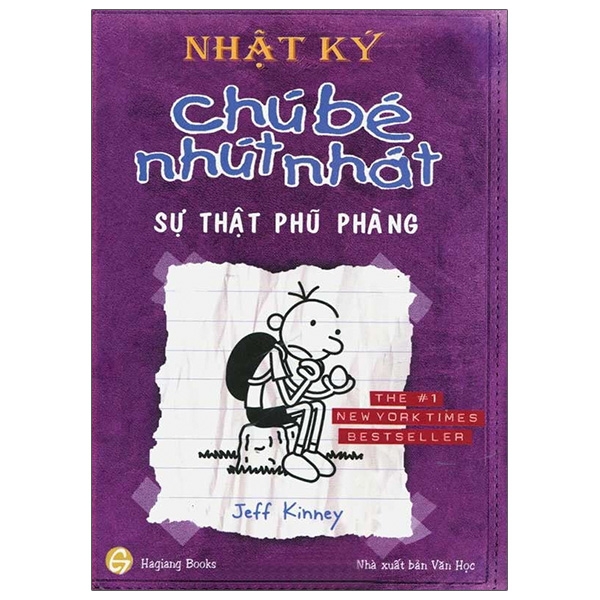 NHẬT KÝ
chú bé
nhút nhát
SỰ THẬT PHŨ PHÀNG
THE #1
NEW YORK TIMES
BESTSELLER
Jeff Kinney
Hagiang Books
Nhà xuất bản Văn Học